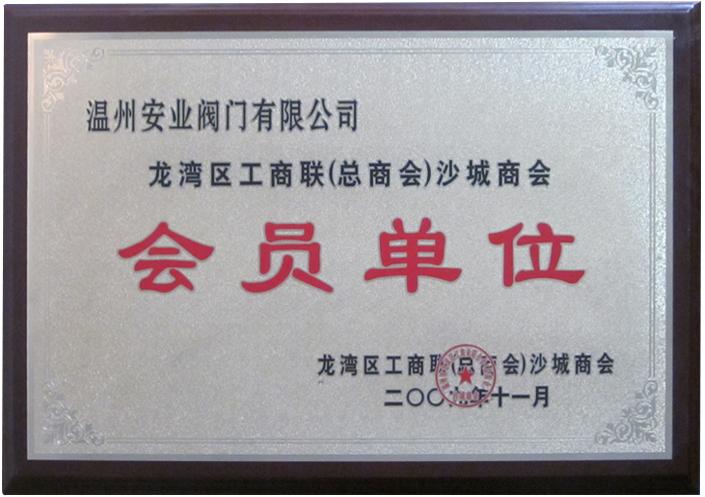 温州安业阀门有限公司
龙湾区工商联(总商会)沙城商会
会员单位
龙湾区工商联(总商会)沙城商会
二〇〇九年十一月